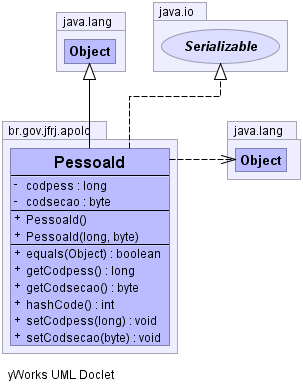 java.lang
Object
java.io
Serializable
br.gov.jfrj.apolo
PessoaId
- codpess : long
- codsecao : byte
+ PessoaId()
+ PessoaId(long, byte)
+ equals(Object) : boolean
+ getCodpess() : long
+ getCodsecao() : byte
+ hashCode() : int
+ setCodpess(long) : void
+ setCodsecao(byte) : void
java.lang
Object
yWorks UML Doclet